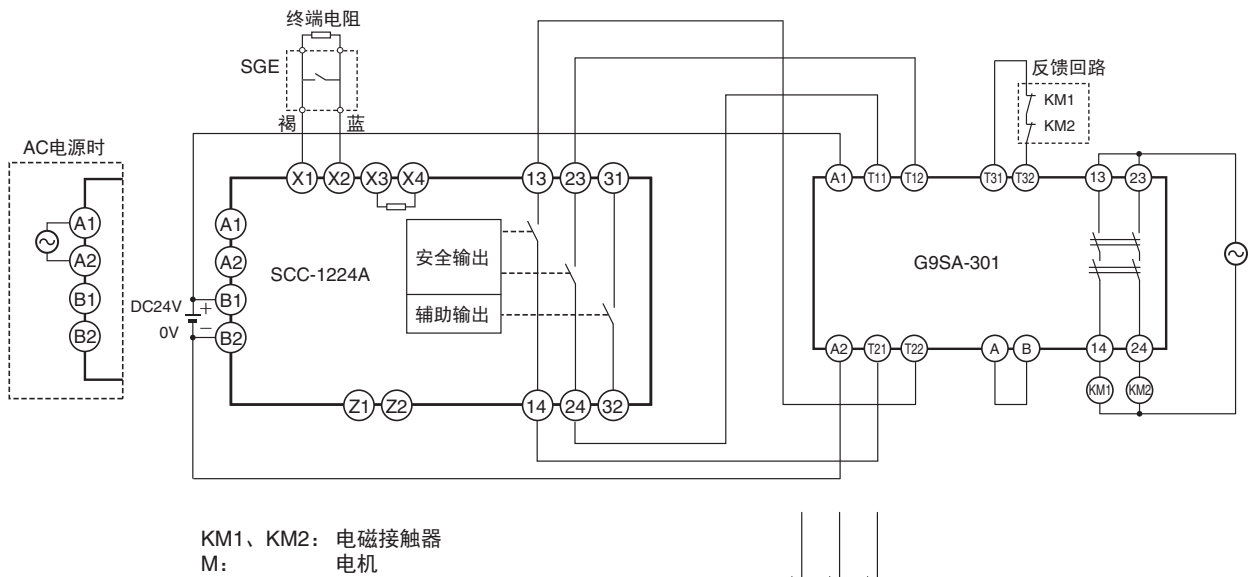 终端电阻
SGE
褐 蓝
反馈回路
KM1
KM2
AC电源时
A1
A2
B1
B2
X1 X2 X3 X4 13 23 31
A1
A2
B1
B2
DC24V + −
0V
SCC-1224A
安全输出
辅助输出
Z1 Z2 14 24 32
A1 T11 T12 T31 T32 13 23
G9SA-301
A2 T21 T22 A B 14 24
KM1 KM2
KM1、KM2： 电磁接触器
M： 电机